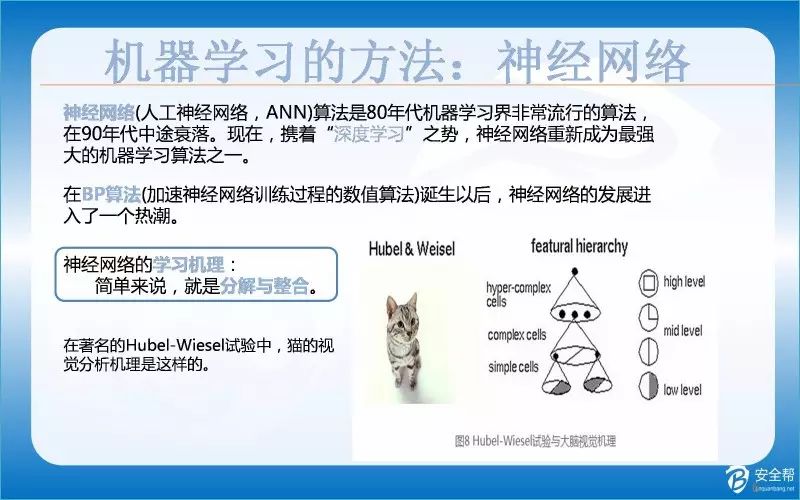 机器学习的方法：神经网络
神经网络(人工神经网络，ANN)算法是80年代机器学习界非常流行的算法，
在90年代中途衰落。现在，携着“深度学习”之势，神经网络重新成为最强
大的机器学习算法之一。
在BP算法(加速神经网络训练过程的数值算法)诞生以后，神经网络的发展进
入了一个热潮。
神经网络的学习机理：
简单来说，就是分解与整合。
在著名的Hubel-Wiesel试验中，猫的视
觉分析机理是这样的。
Hubel & Weisel
featural hierarchy
hyper-complex
cells
complex cells
simple cells
high level
mid level
low level
图8 Hubel-Wiesel试验与大脑视觉机理
安全帮